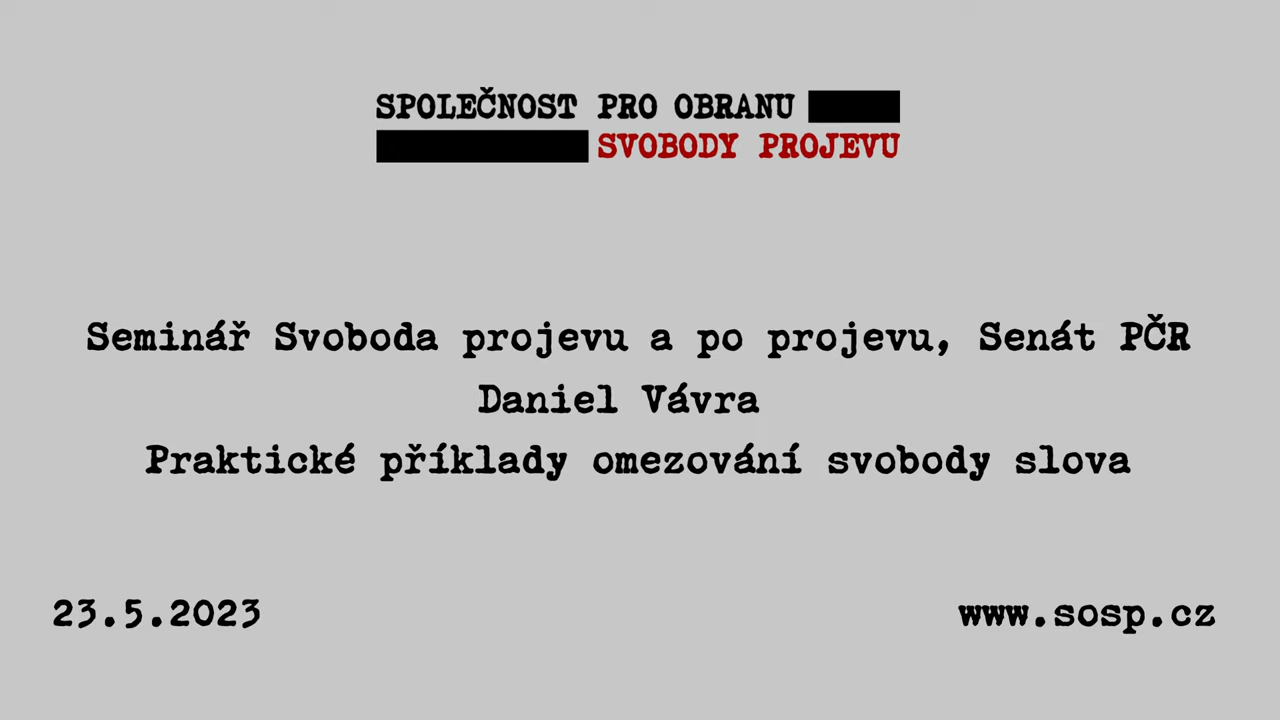 SPOLEČNOST PRO OBRANU
SVOBODY PROJEVU
Seminář Svoboda projevu a po projevu, Senát PČR
Daniel Vávra
Praktické příklady omezování svobody slova
23.5.2023
www.sosp.cz